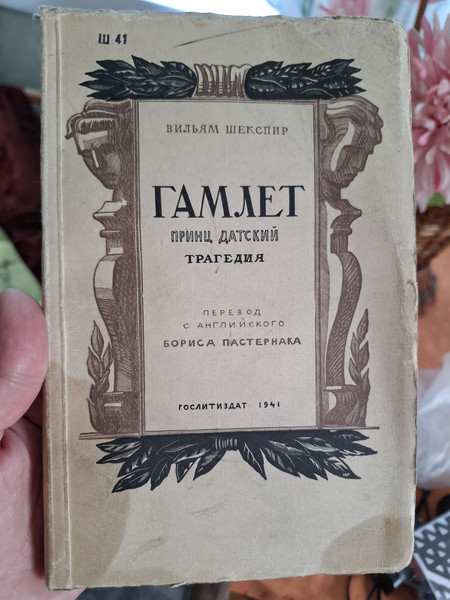 Ш 41
ВИЛЬЯМ ШЕКСПИР
ГАМЛЕТ
ПРИНЦ ДАТСКИЙ
ТРАГЕДИЯ
ПЕРЕВОД
С АНГЛИЙСКОГО
БОРИСА ПАСТЕРНАКА
ГОСЛИТИЗДАТ 1941